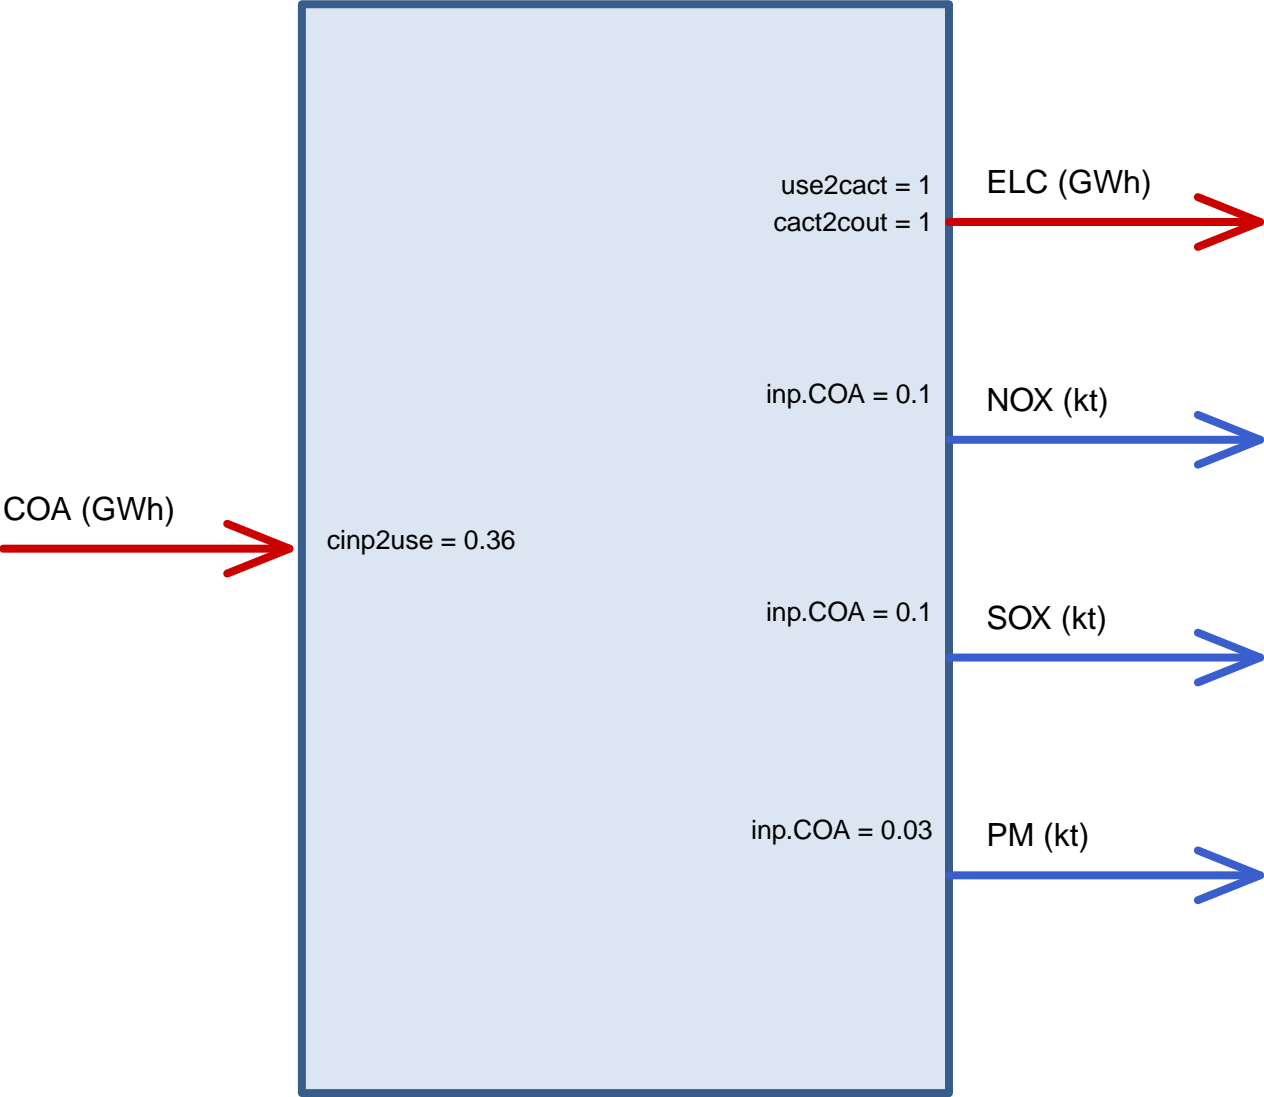 COA (GWh)
cinp2use = 0.36
use2cact = 1
cact2cout = 1
ELC (GWh)
inp.COA = 0.1
NOX (kt)
inp.COA = 0.1
SOX (kt)
inp.COA = 0.03
PM (kt)